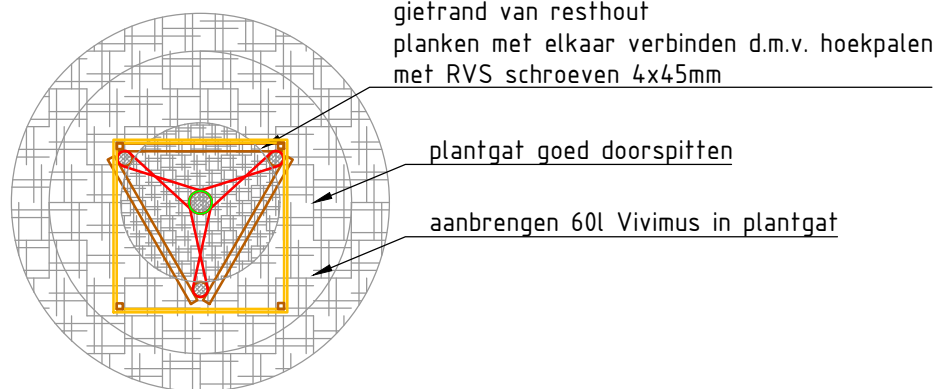 gietrand van resthout
planken met elkaar verbinden d.m.v. hoekpalen
met RVS schroeven 4x45mm
plantgat goed doorspitten
aanbrengen 60l Vivimus in plantgat